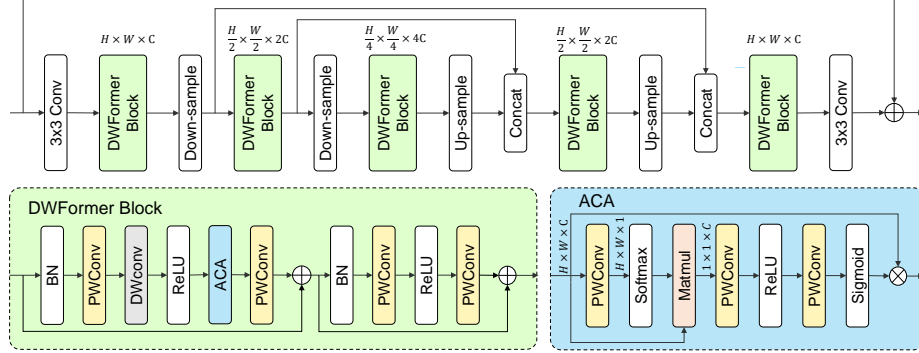 H × W × C
H/2 × W/2 × 2C
H/4 × W/4 × 4C
H/2 × W/2 × 2C
H × W × C
3x3 Conv
DWFormer Block
Down-sample
DWFormer Block
Down-sample
DWFormer Block
Up-sample
Concat
DWFormer Block
Up-sample
Concat
DWFormer Block
3x3 Conv
DWFormer Block
BN
PWConv
DWconv
ReLU
ACA
PWConv
BN
PWConv
ReLU
PWConv
ACA
H × W × C
PWConv
H × W × 1
Softmax
Matmul
1 × 1 × C
PWConv
ReLU
PWConv
Sigmoid